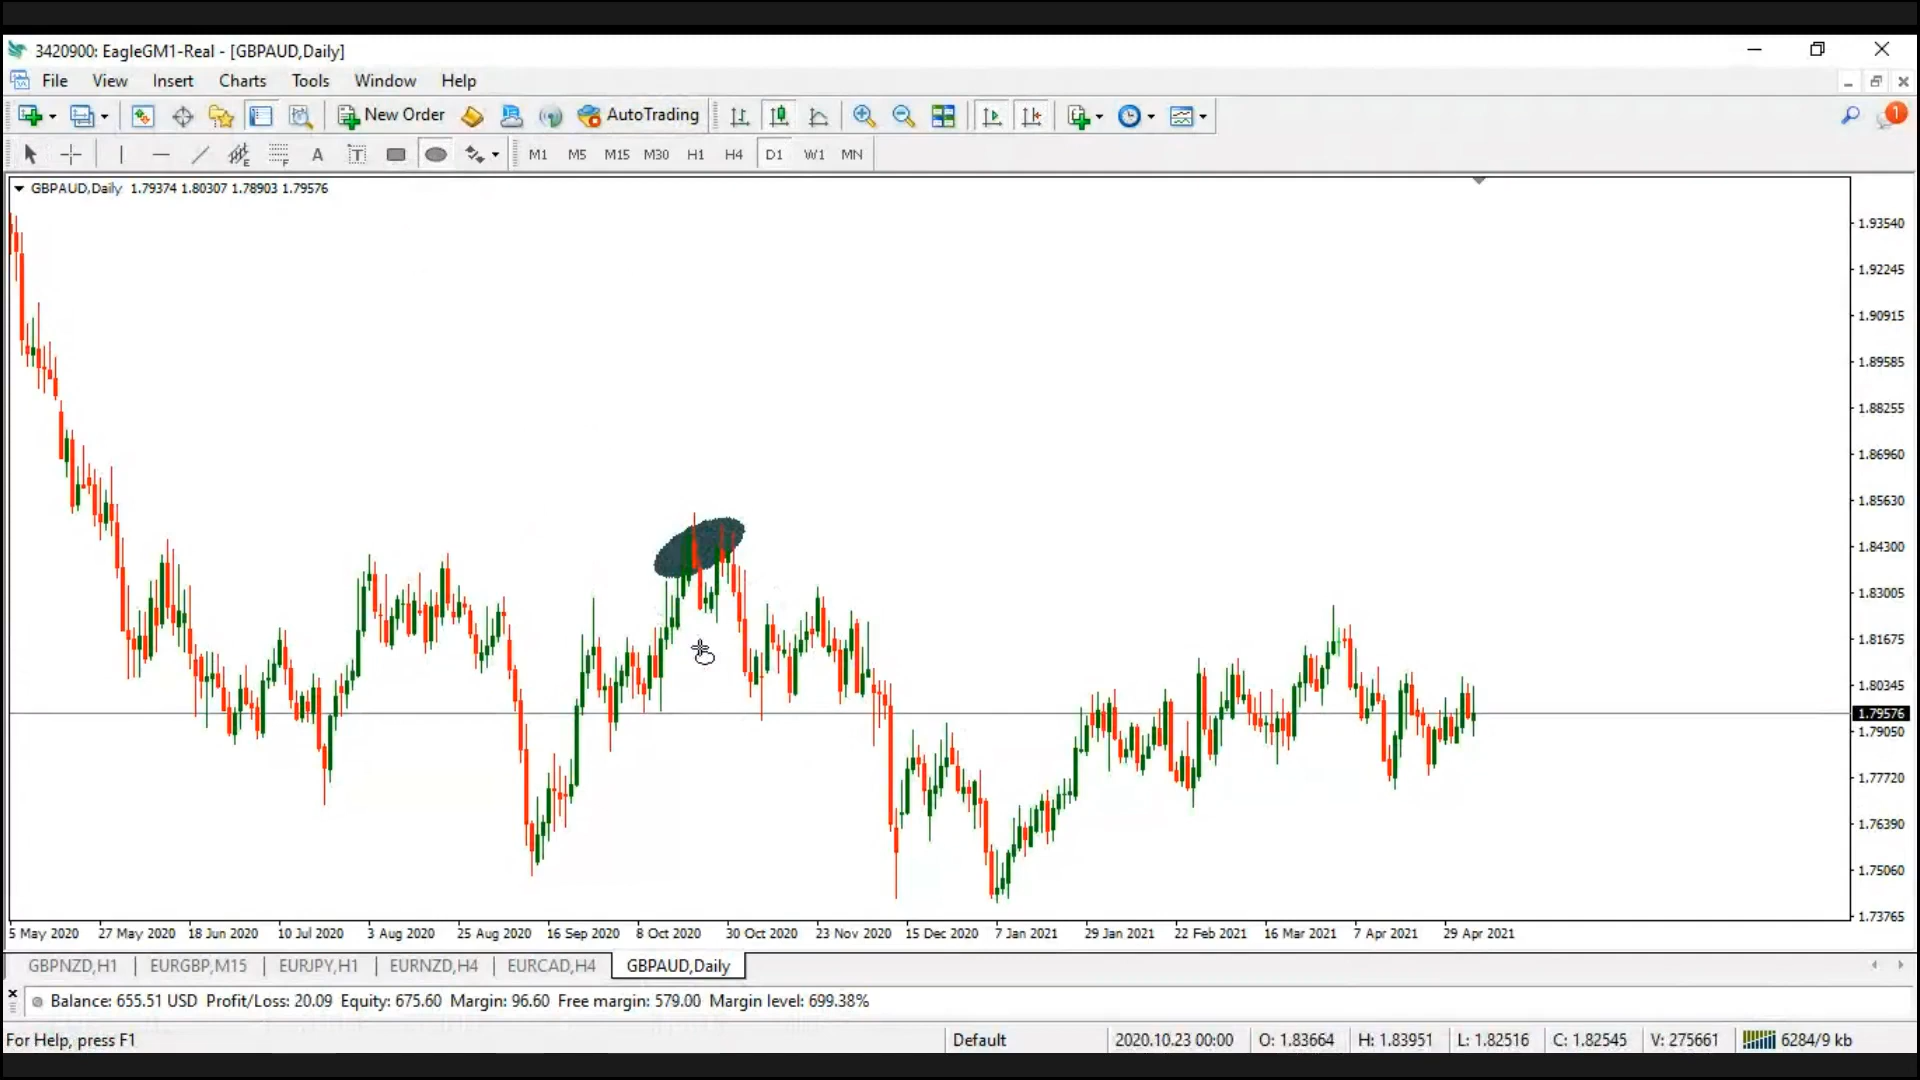 3420900: EagleGM1-Real - [GBPAUD,Daily]
File View Insert Charts Tools Window Help
New Order AutoTrading 1
E F A T M1 M5 M15 M30 H1 H4 D1 W1 MN
GBPAUD,Daily 1.79374 1.80307 1.78903 1.79576
1.93540
1.92245
1.90915
1.89585
1.88255
1.86960
1.85630
1.84300
1.83005
1.81675
1.80345
1.79576
1.79050
1.77720
1.76390
1.75060
1.73765
5 May 2020 27 May 2020 18 Jun 2020 10 Jul 2020 3 Aug 2020 25 Aug 2020 16 Sep 2020 8 Oct 2020 30 Oct 2020 23 Nov 2020 15 Dec 2020 7 Jan 2021 29 Jan 2021 22 Feb 2021 16 Mar 2021 7 Apr 2021 29 Apr 2021
GBPNZD,H1 EURGBP,M15 EURJPY,H1 EURNZD,H4 EURCAD,H4 GBPAUD,Daily
Balance: 655.51 USD Profit/Loss: 20.09 Equity: 675.60 Margin: 96.60 Free margin: 579.00 Margin level: 699.38%
For Help, press F1 Default 2020.10.23 00:00 O: 1.83664 H: 1.83951 L: 1.82516 C: 1.82545 V: 275661 6284/9 kb